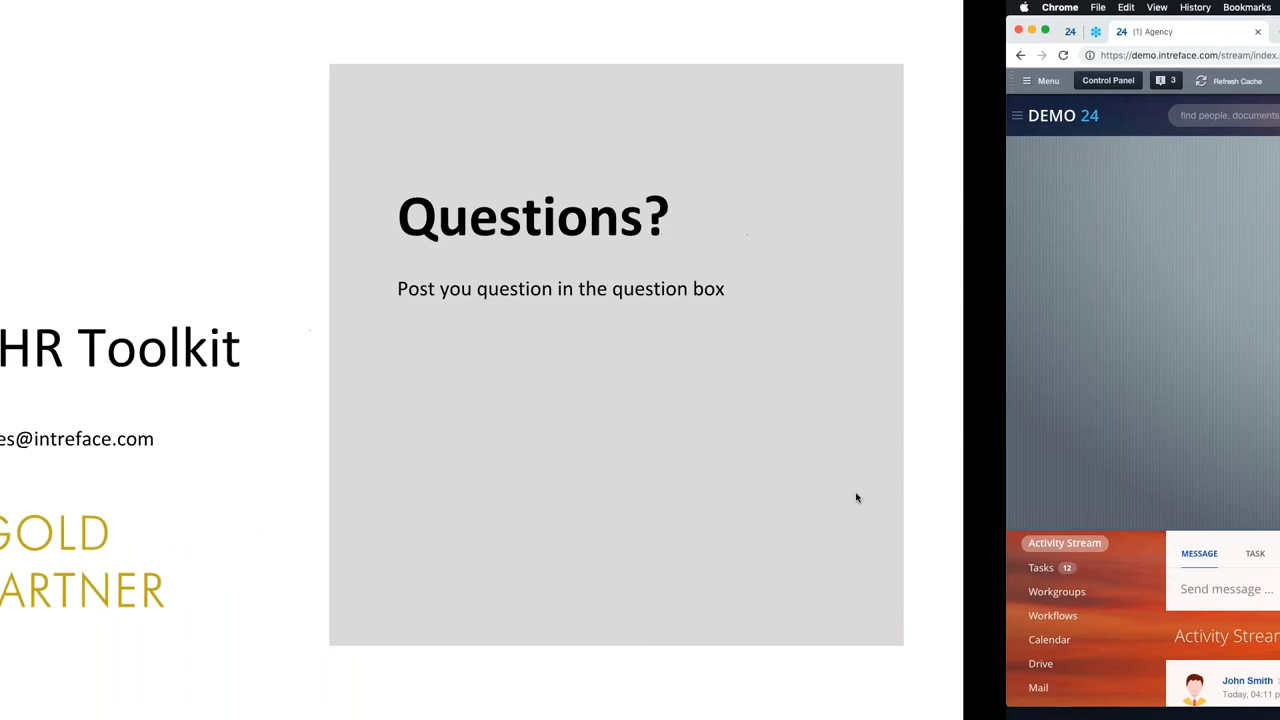 HR Toolkit
es@intreface.com
GOLD
ARTNER
Questions?
Post you question in the question box
Chrome File Edit View History Bookmarks
24 24 (1) Agency
https://demo.intreface.com/stream/index.
Menu Control Panel 3 Refresh Cache
DEMO 24 find people, documents
Activity Stream
Tasks 12
Workgroups
Workflows
Calendar
Drive
Mail
MESSAGE TASK
Send message ...
Activity Strea
John Smith
Today, 04:11 p